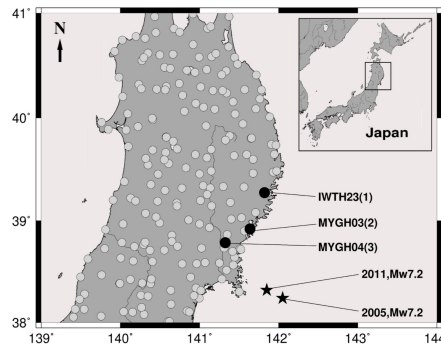 41°
N
40°
Japan
IWTH23(1)
39°
MYGH03(2)
MYGH04(3)
2011,Mw7.2
2005,Mw7.2
38°
139° 140° 141° 142° 143° 144